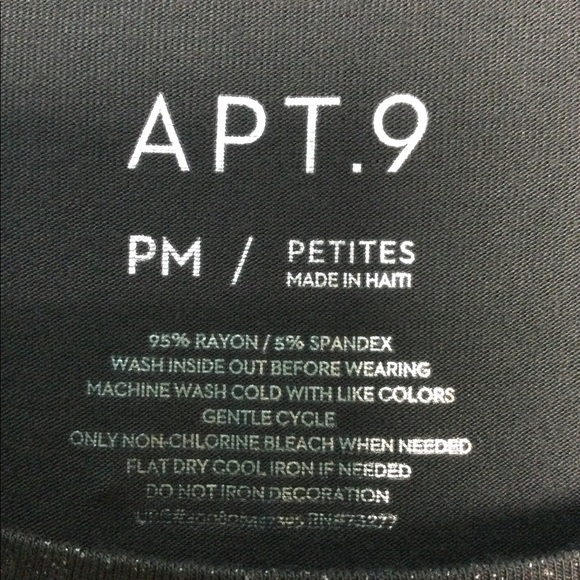 APT.9
PM / PETITES
MADE IN HAITI
95% RAYON / 5% SPANDEX
WASH INSIDE OUT BEFORE WEARING
MACHINE WASH COLD WITH LIKE COLORS
GENTLE CYCLE
ONLY NON-CHLORINE BLEACH WHEN NEEDED
FLAT DRY COOL IRON IF NEEDED
DO NOT IRON DECORATION
RN#73277